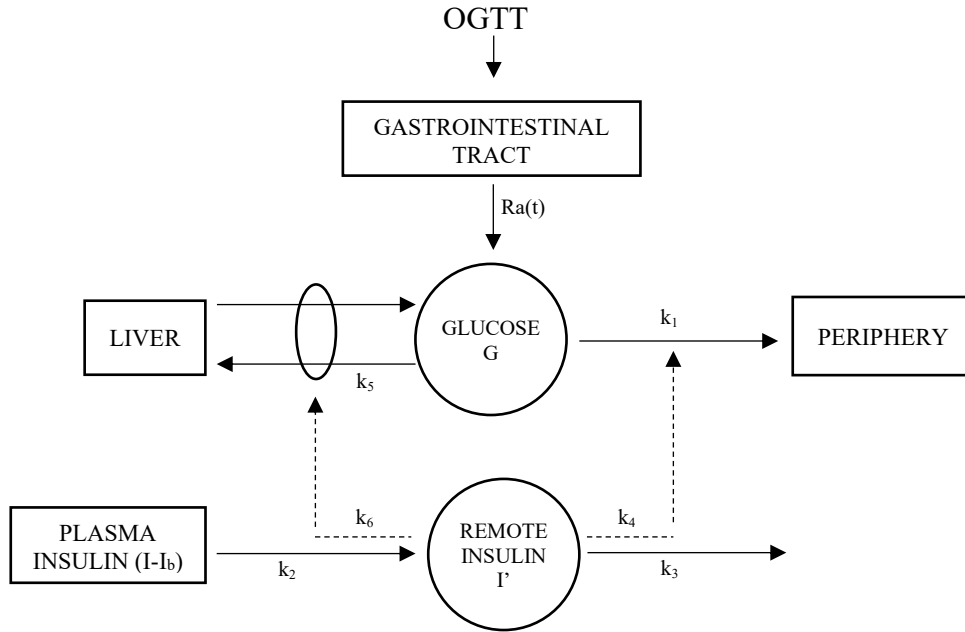 OGTT
GASTROINTESTINAL
TRACT
Ra(t)
LIVER
GLUCOSE
G
k₁
PERIPHERY
k₅
PLASMA
INSULIN (I-I_b)
k₆
REMOTE
INSULIN
I’
k₄
k₂
k₃